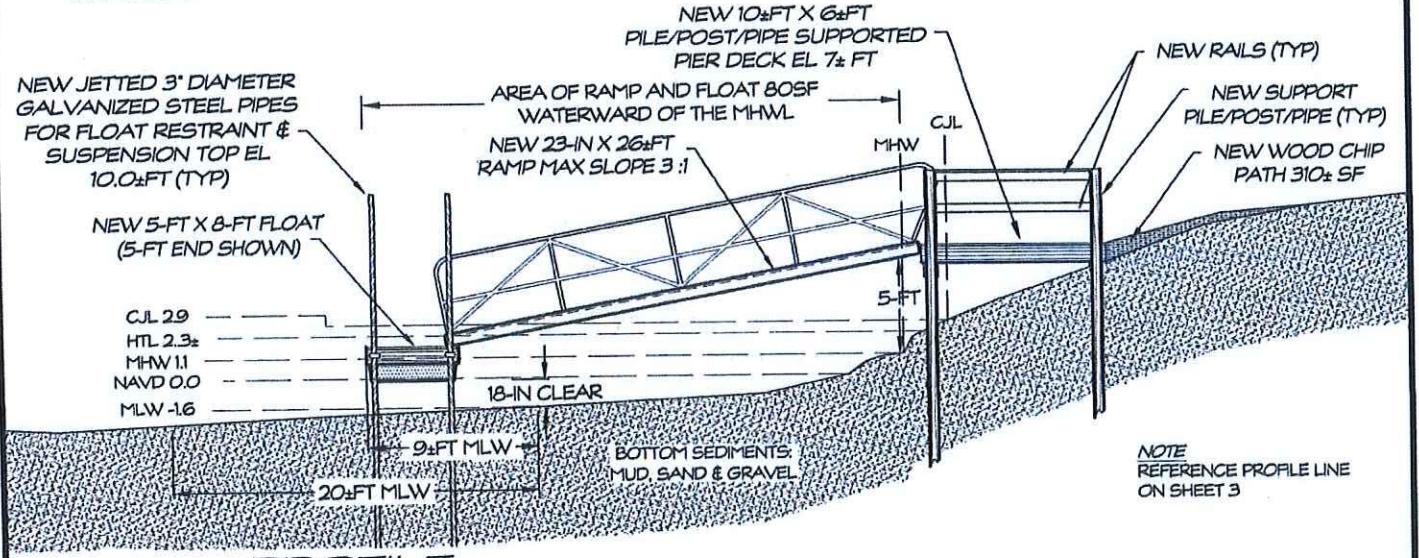 NEW 10±FT X 6±FT
PILE/POST/PIPE SUPPORTED
PIER DECK EL 7± FT
NEW RAILS (TYP)
NEW JETTED 3" DIAMETER
GALVANIZED STEEL PIPES
FOR FLOAT RESTRAINT &
SUSPENSION TOP EL
10.0±FT (TYP)
AREA OF RAMP AND FLOAT 80SF
WATERWARD OF THE MHWL
CJL
MHW
NEW SUPPORT
PILE/POST/PIPE (TYP)
NEW 23-IN X 26±FT
RAMP MAX SLOPE 3:1
NEW WOOD CHIP
PATH 310± SF
NEW 5-FT X 8-FT FLOAT
(5-FT END SHOWN)
5-FT
CJL 2.9
HTL 2.3±
MHW 1.1
NAVD 0.0
MLW -1.6
18-IN CLEAR
9±FT MLW
20±FT MLW
BOTTOM SEDIMENTS:
MUD, SAND & GRAVEL
NOTE
REFERENCE PROFILE LINE
ON SHEET 3